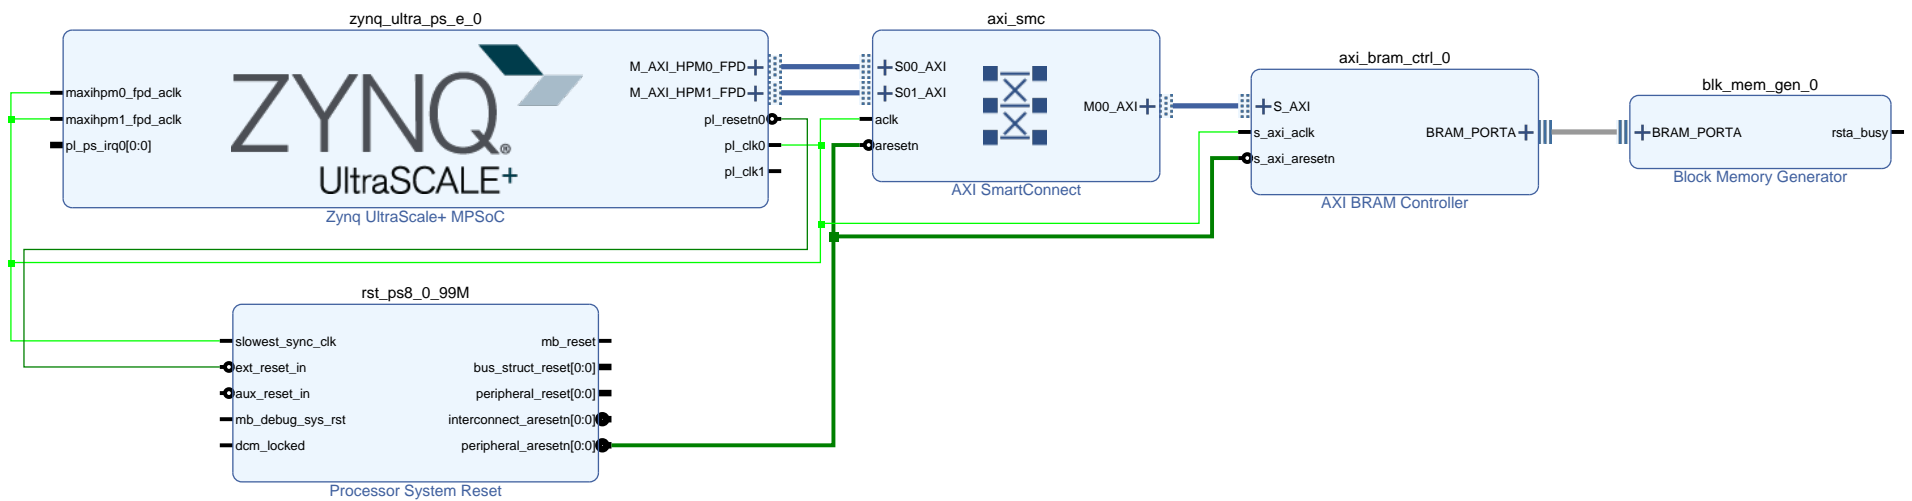 zynq_ultra_ps_e_0
maxihpm0_fpd_aclk
maxihpm1_fpd_aclk
pl_ps_irq0[0:0]
ZYNQ
UltraSCALE+
M_AXI_HPM0_FPD
M_AXI_HPM1_FPD
pl_resetn0
pl_clk0
pl_clk1
Zynq UltraScale+ MPSoC
axi_smc
S00_AXI
S01_AXI
aclk
aresetn
M00_AXI
AXI SmartConnect
axi_bram_ctrl_0
S_AXI
s_axi_aclk
s_axi_aresetn
BRAM_PORTA
AXI BRAM Controller
blk_mem_gen_0
BRAM_PORTA
rsta_busy
Block Memory Generator
rst_ps8_0_99M
slowest_sync_clk
ext_reset_in
aux_reset_in
mb_debug_sys_rst
dcm_locked
mb_reset
bus_struct_reset[0:0]
peripheral_reset[0:0]
interconnect_aresetn[0:0]
peripheral_aresetn[0:0]
Processor System Reset